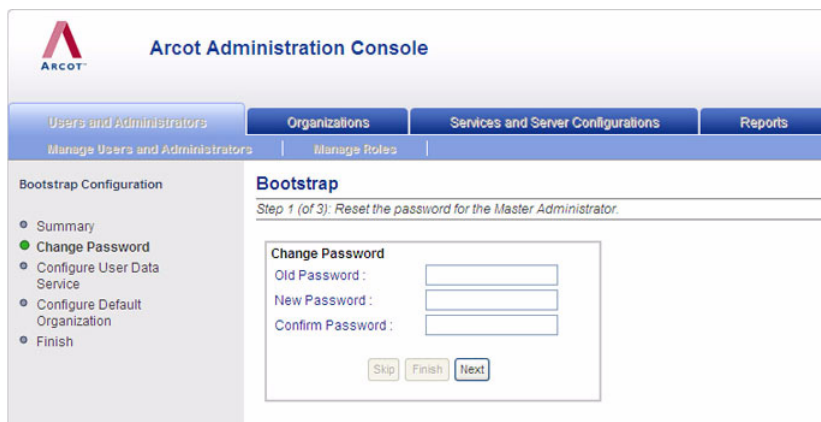 ARCOT™
Arcot Administration Console
Users and Administrators
Organizations
Services and Server Configurations
Reports
Manage Users and Administrators
Manage Roles
Bootstrap Configuration
Summary
Change Password
Configure User Data
Service
Configure Default
Organization
Finish
Bootstrap
Step 1 (of 3): Reset the password for the Master Administrator.
Change Password
Old Password :
New Password :
Confirm Password :
Skip
Finish
Next